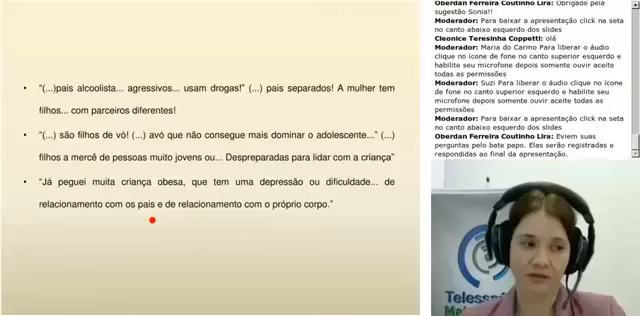 • "(...)pais alcoolista... agressivos... usam drogas!" (...) pais separados! A mulher tem
filhos... com parceiros diferentes!
• "(...) são filhos de vó! (...) avó que não consegue mais dominar o adolescente..." (...)
filhos a mercê de pessoas muito jovens ou... Despreparadas para lidar com a criança"
• "Já peguei muita criança obesa, que tem uma depressão ou dificuldade... de
relacionamento com os pais e de relacionamento com o próprio corpo."
Oberdan Ferreira Coutinho Lira: Obrigado pela
sugestão Sonia!!
Moderador: Para baixar a apresentação click na seta
no canto abaixo esquerdo dos slides
Cleonice Teresinha Coppetti: olá
Moderador: Maria do Carmo Para liberar o áudio
clique no ícone de fone no canto superior esquerdo e
habilite seu microfone depois somente ouvir aceite
todas as permissões
Moderador: Suzi Para liberar o áudio clique no ícone
de fone no canto superior esquerdo e habilite seu
microfone depois somente ouvir aceite todas as
permissões
Moderador: Para baixar a apresentação click na seta
no canto abaixo esquerdo dos slides
Oberdan Ferreira Coutinho Lira: Eviem suas
perguntas pelo bate papo. Elas serão registradas e
respondidas ao final da apresentação.